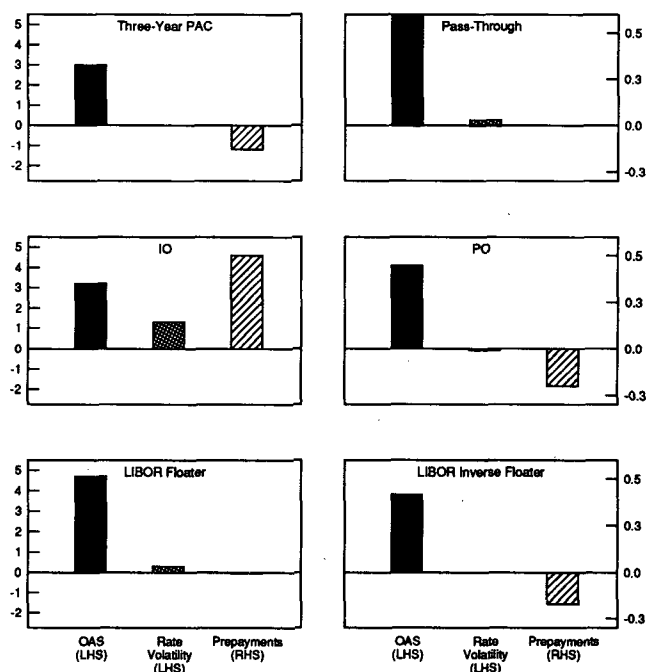 Three-Year PAC
5
4
3
2
1
0
-1
-2
Pass-Through
0.5
0.3
0.0
-0.3
IO
5
4
3
2
1
0
-1
-2
PO
0.5
0.3
0.0
-0.3
LIBOR Floater
5
4
3
2
1
0
-1
-2
OAS
(LHS)
Rate
Volatility
(LHS)
Prepayments
(RHS)
LIBOR Inverse Floater
0.5
0.3
0.0
-0.3
OAS
(LHS)
Rate
Volatility
(LHS)
Prepayments
(RHS)